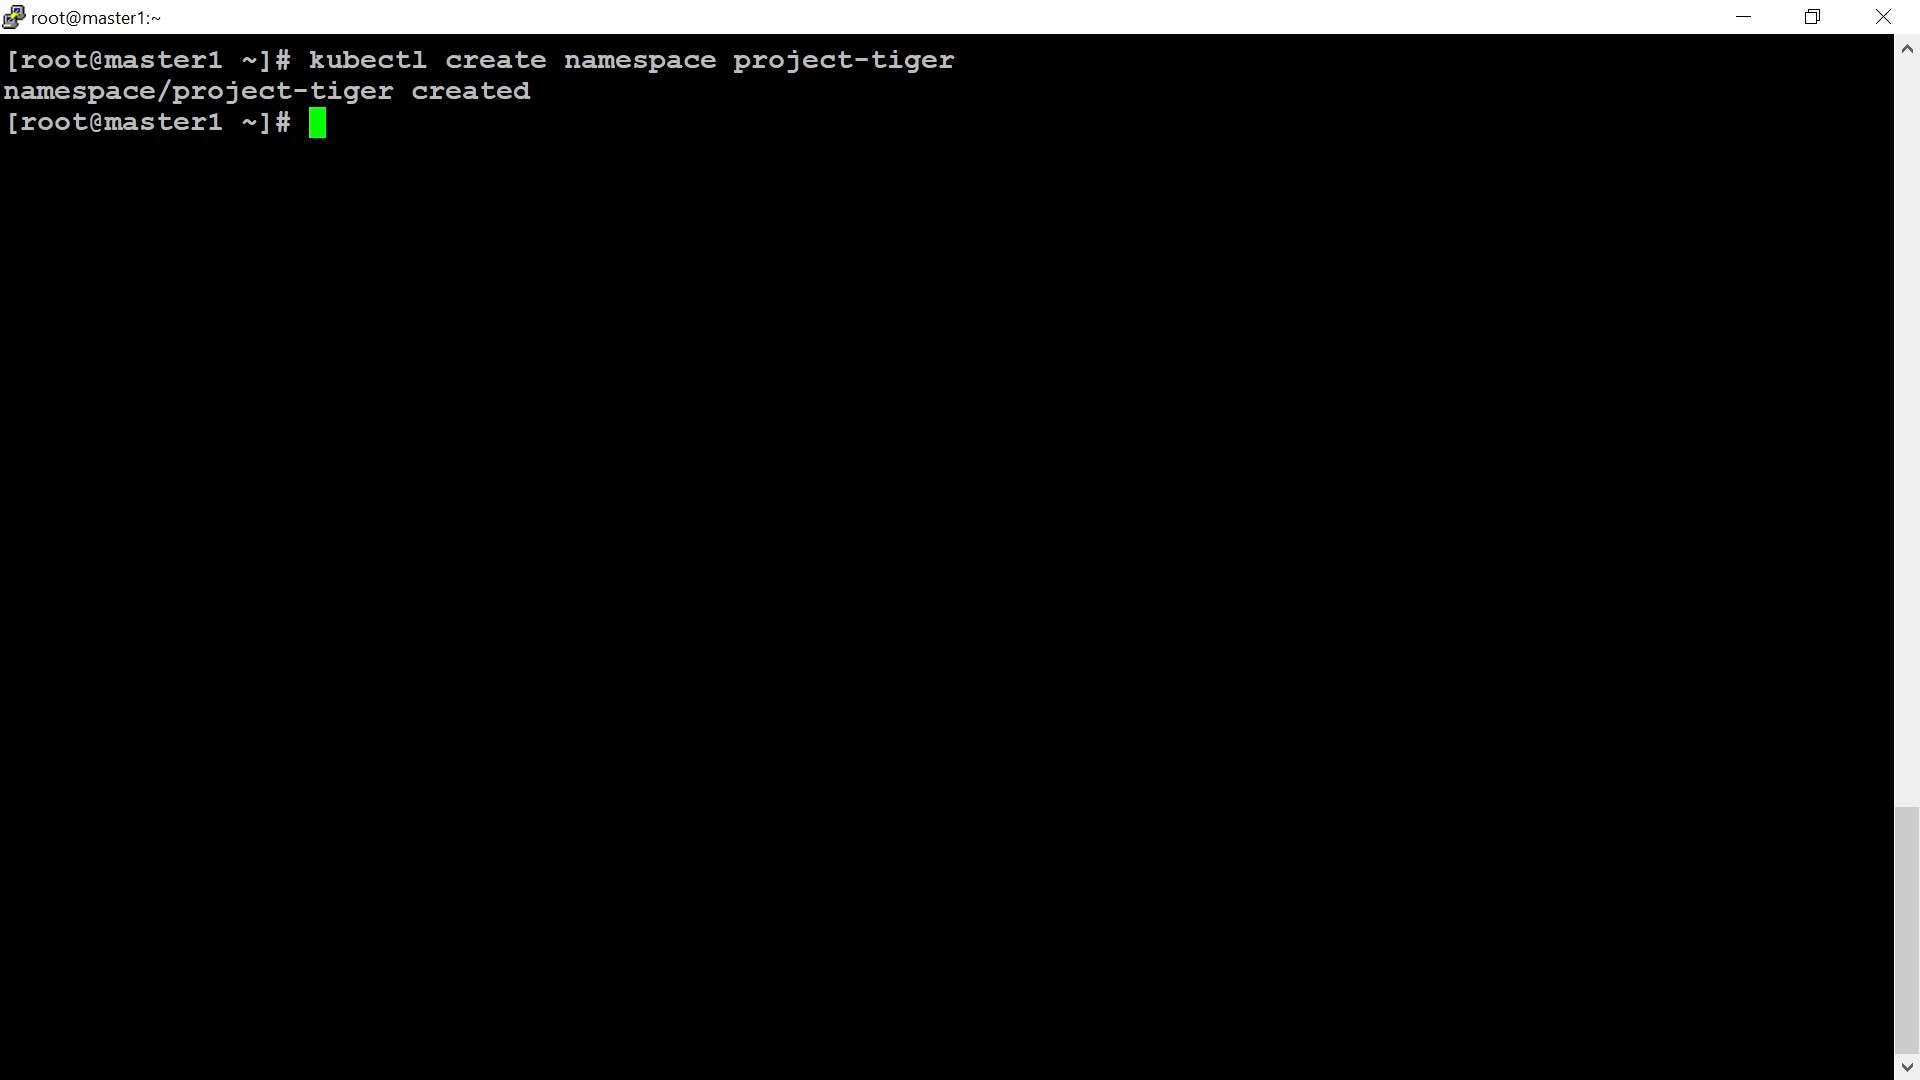 root@master1:~
[root@master1 ~]# kubectl create namespace project-tiger
namespace/project-tiger created
[root@master1 ~]#